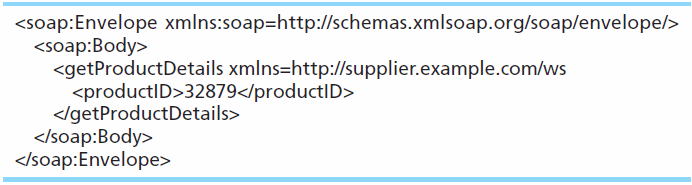 <soap:Envelope xmlns:soap=http://schemas.xmlsoap.org/soap/envelope/>
<soap:Body>
<getProductDetails xmlns=http://supplier.example.com/ws
<productID>32879</productID>
</getProductDetails>
</soap:Body>
</soap:Envelope>